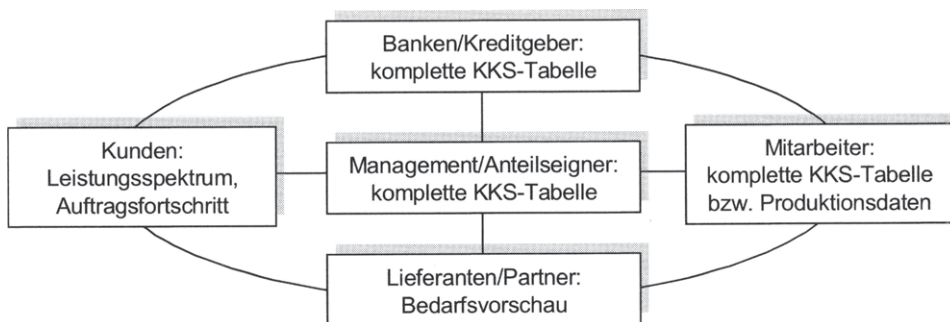 Banken/Kreditgeber:
komplette KKS-Tabelle
Kunden:
Leistungsspektrum,
Auftragsfortschritt
Management/Anteilseigner:
komplette KKS-Tabelle
Mitarbeiter:
komplette KKS-Tabelle
bzw. Produktionsdaten
Lieferanten/Partner:
Bedarfsvorschau